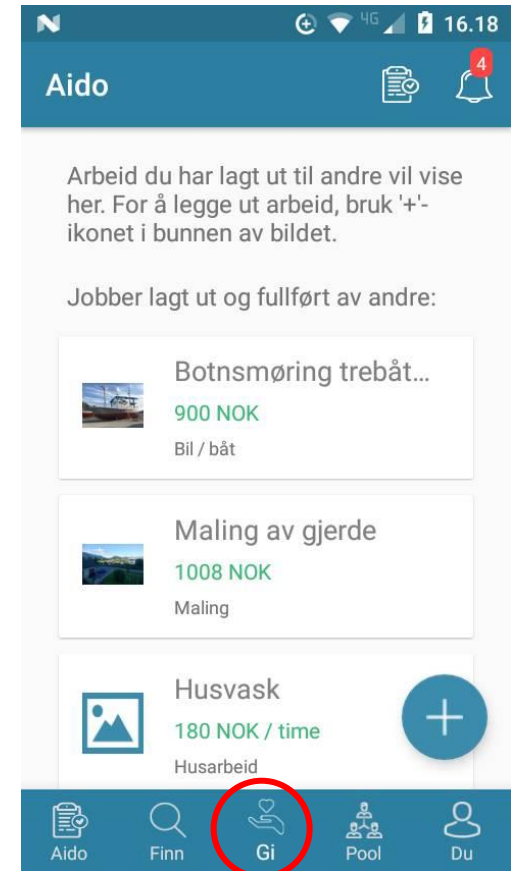 4G 16.18
Aido
4
Arbeid du har lagt ut til andre vil vise
her. For å legge ut arbeid, bruk '+'-
ikonet i bunnen av bildet.
Jobber lagt ut og fullført av andre:
Botnsmøring trebåt...
900 NOK
Bil / båt
Maling av gjerde
1008 NOK
Maling
Husvask
180 NOK / time
Husarbeid
Aido Finn Gi Pool Du